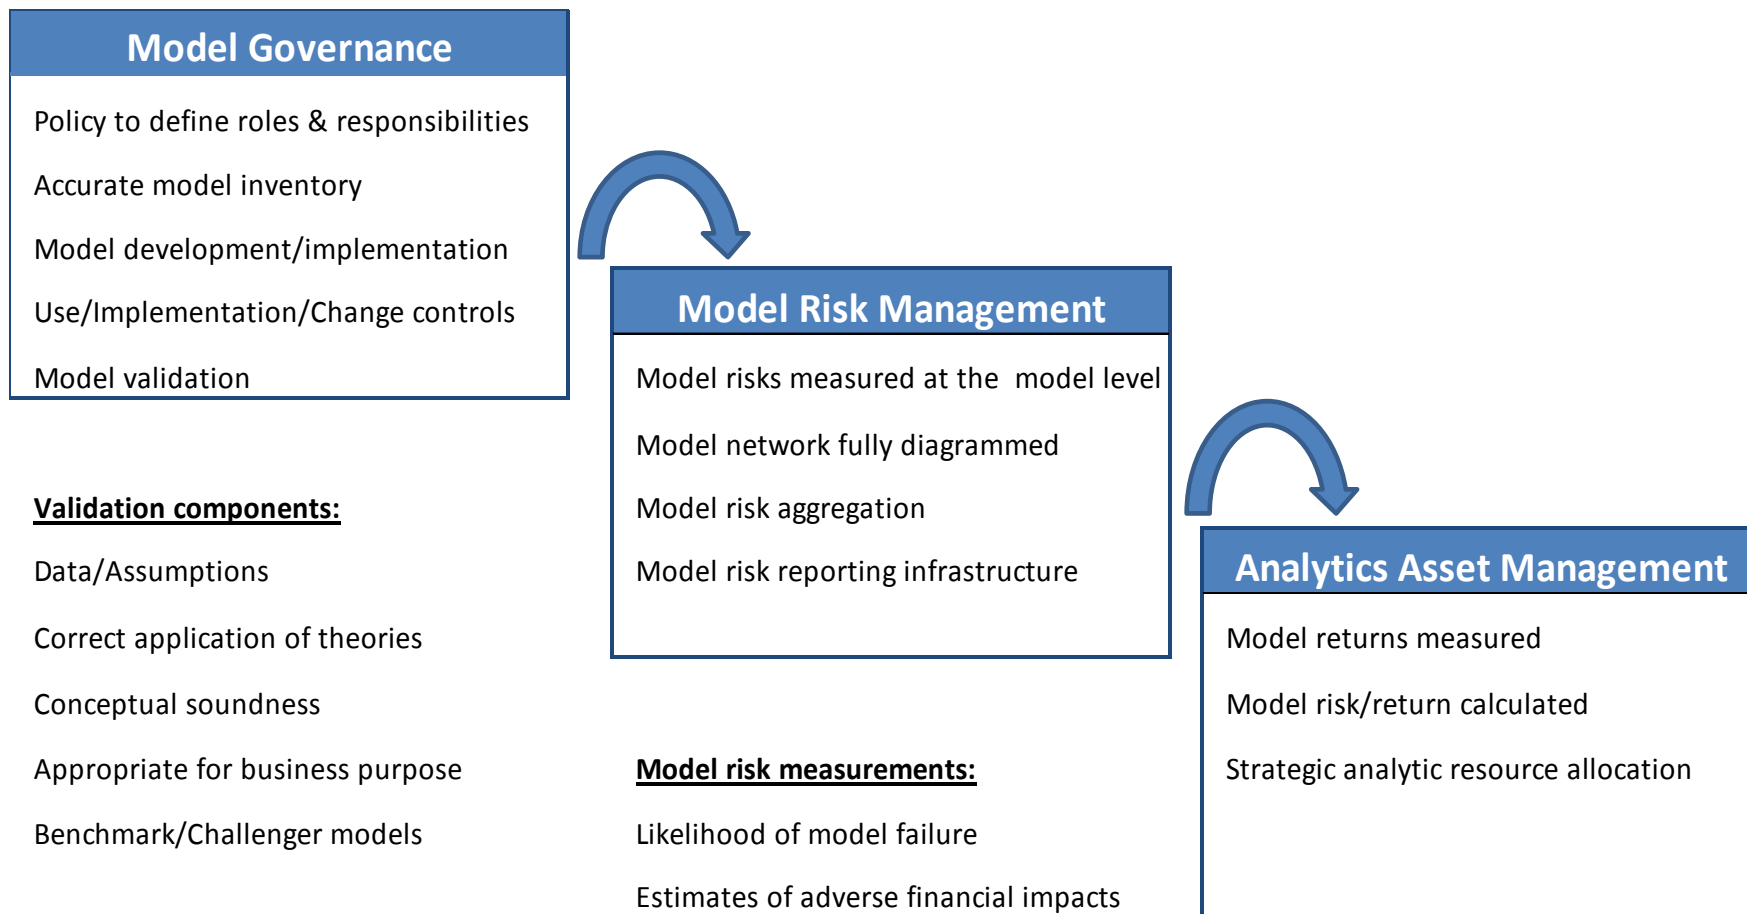 Model Governance
Policy to define roles & responsibilities
Accurate model inventory
Model development/implementation
Use/Implementation/Change controls
Model validation
Validation components:
Data/Assumptions
Correct application of theories
Conceptual soundness
Appropriate for business purpose
Benchmark/Challenger models
Model Risk Management
Model risks measured at the model level
Model network fully diagrammed
Model risk aggregation
Model risk reporting infrastructure
Model risk measurements:
Likelihood of model failure
Estimates of adverse financial impacts
Analytics Asset Management
Model returns measured
Model risk/return calculated
Strategic analytic resource allocation